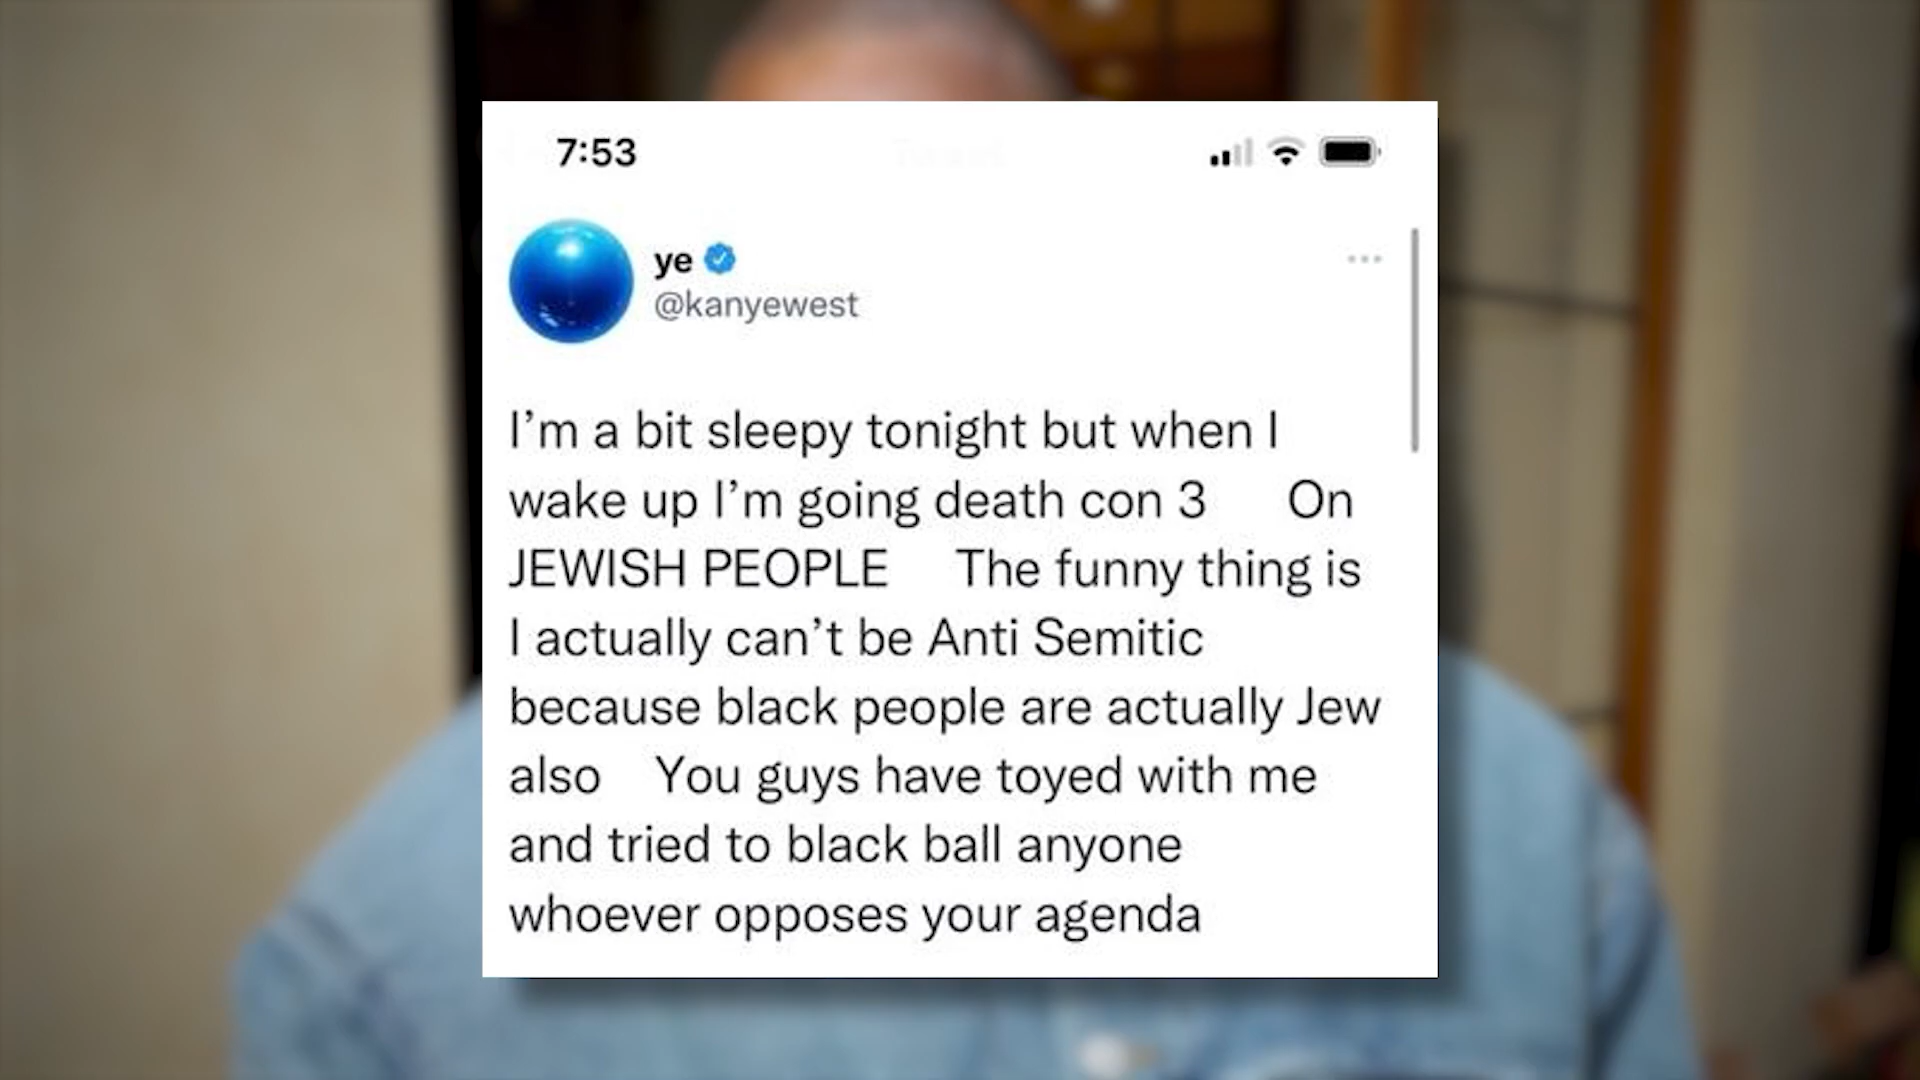 7:53
ye
@kanyewest
I'm a bit sleepy tonight but when I
wake up I'm going death con 3 On
JEWISH PEOPLE The funny thing is
I actually can't be Anti Semitic
because black people are actually Jew
also You guys have toyed with me
and tried to black ball anyone
whoever opposes your agenda